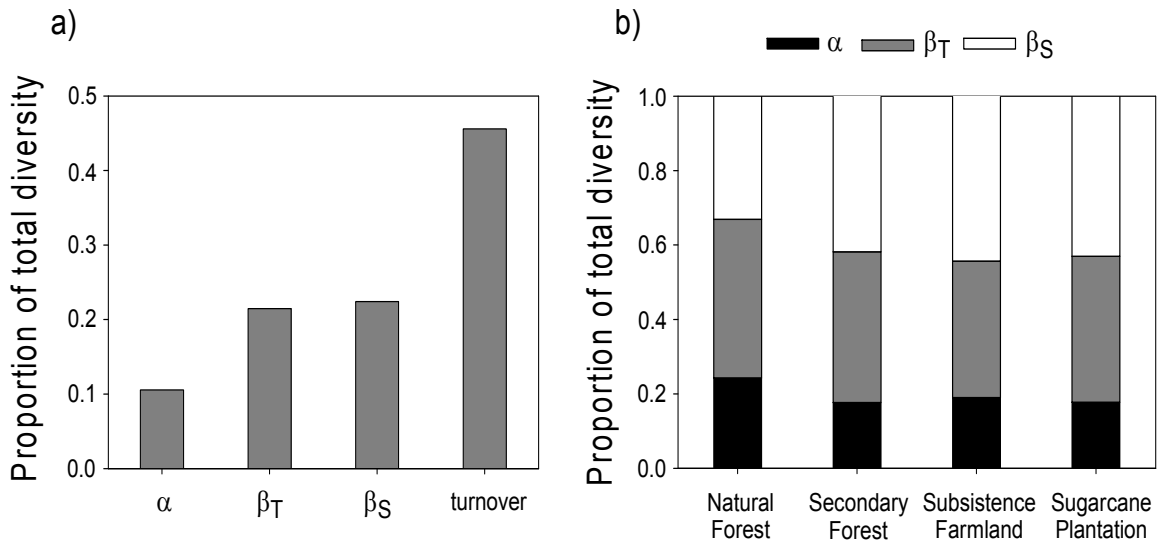 a)
Proportion of total diversity
0.5
0.4
0.3
0.2
0.1
0.0
α
βT
βS
turnover
b)
α βT βS
Proportion of total diversity
1.0
0.8
0.6
0.4
0.2
0.0
Natural
Forest
Secondary
Forest
Subsistence
Farmland
Sugarcane
Plantation